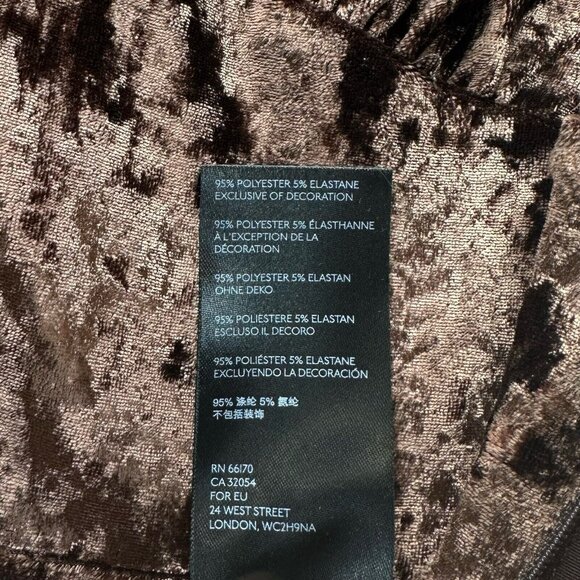 95% POLYESTER 5% ELASTANE
EXCLUSIVE OF DECORATION
95% POLYESTER 5% ÉLASTHANNE
À L'EXCEPTION DE LA
DÉCORATION
95% POLYESTER 5% ELASTAN
OHNE DEKO
95% POLIESTERE 5% ELASTAN
ESCLUSO IL DECORO
95% POLIÉSTER 5% ELASTANE
EXCLUYENDO LA DECORACIÓN
95% 涤纶 5% 氨纶
不包括装饰
RN 66170
CA 32054
FOR EU
24 WEST STREET
LONDON, WC2H9NA